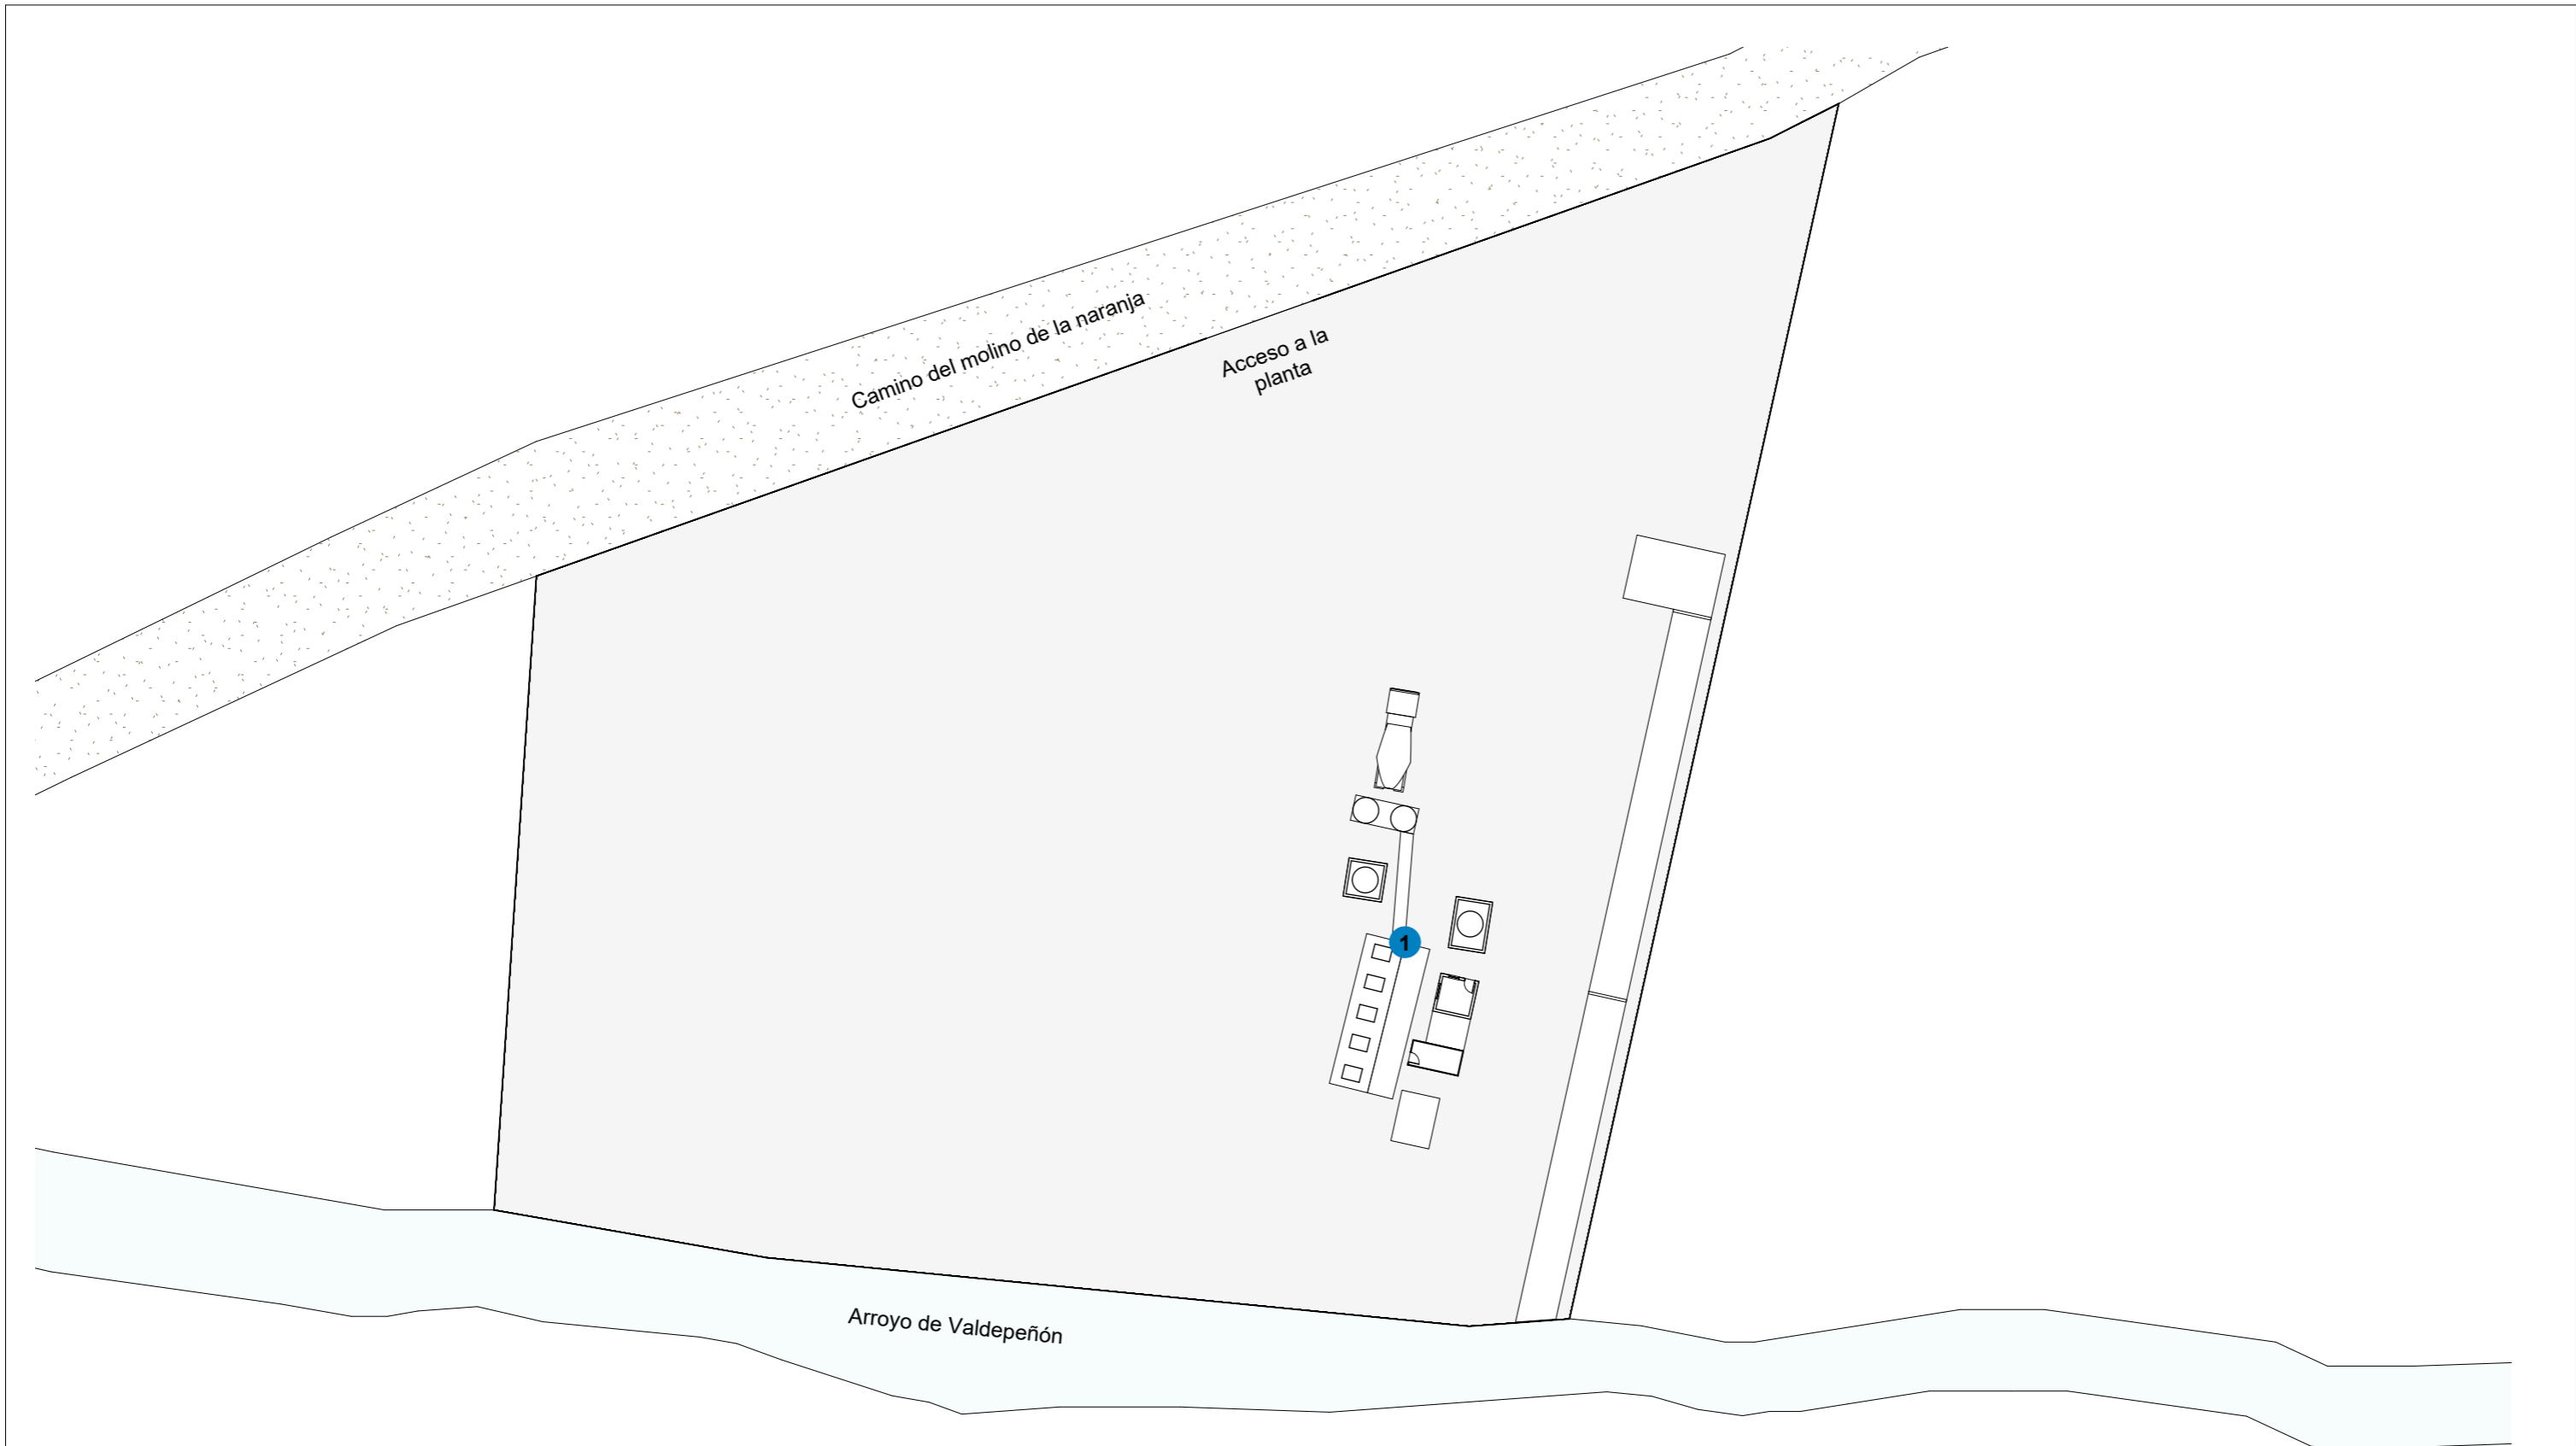 Camino del molino de la naranja
Acceso a la
planta
1
Arroyo de Valdepeñón